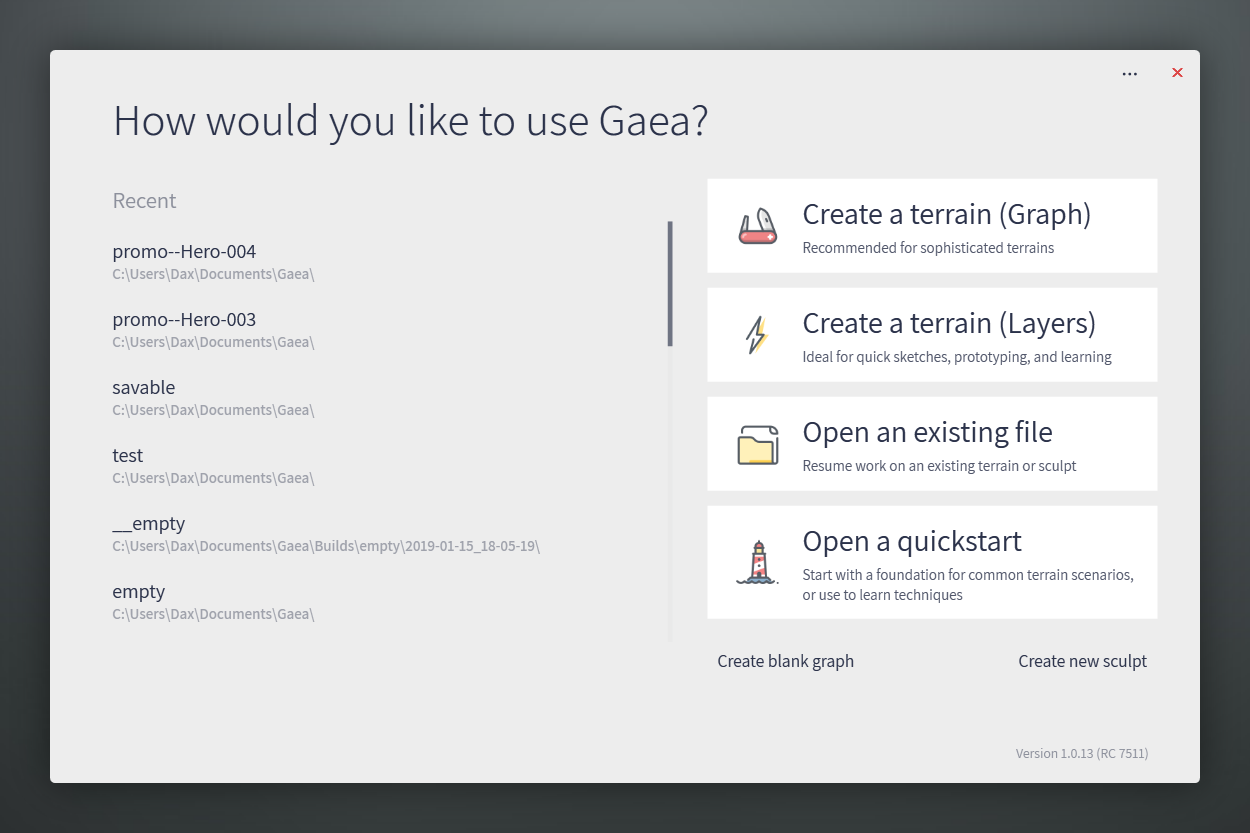 How would you like to use Gaea?
Recent
promo--Hero-004
C:\Users\Dax\Documents\Gaea\
promo--Hero-003
C:\Users\Dax\Documents\Gaea\
savable
C:\Users\Dax\Documents\Gaea\
test
C:\Users\Dax\Documents\Gaea\
__empty
C:\Users\Dax\Documents\Gaea\Builds\empty\2019-01-15_18-05-19\
empty
C:\Users\Dax\Documents\Gaea\
Create a terrain (Graph)
Recommended for sophisticated terrains
Create a terrain (Layers)
Ideal for quick sketches, prototyping, and learning
Open an existing file
Resume work on an existing terrain or sculpt
Open a quickstart
Start with a foundation for common terrain scenarios,
or use to learn techniques
Create blank graph
Create new sculpt
Version 1.0.13 (RC 7511)